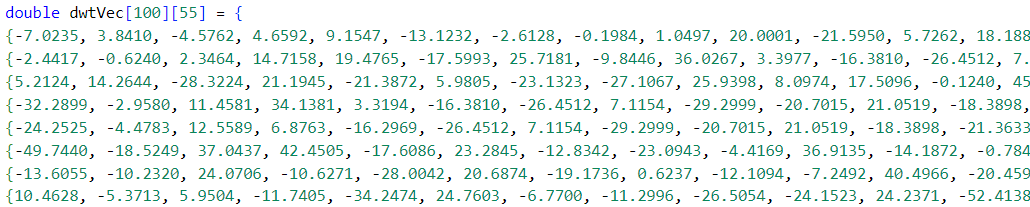 double dwtVec[100][55] = {
{-7.0235, 3.8410, -4.5762, 4.6592, 9.1547, -13.1232, -2.6128, -0.1984, 1.0497, 20.0001, -21.5950, 5.7262, 18.188
{-2.4417, -0.6240, 2.3464, 14.7158, 19.4765, -17.5993, 25.7181, -9.8446, 36.0267, 3.3977, -16.3810, -26.4512, 7.
{5.2124, 14.2644, -28.3224, 21.1945, -21.3872, 5.9805, -23.1323, -27.1067, 25.9398, 8.0974, 17.5096, -0.1240, 45
{-32.2899, -2.9580, 11.4581, 34.1381, 3.3194, -16.3810, -26.4512, 7.1154, -29.2999, -20.7015, 21.0519, -18.3898,
{-24.2525, -4.4783, 12.5589, 6.8763, -16.2969, -26.4512, 7.1154, -29.2999, -20.7015, 21.0519, -18.3898, -21.3633
{-49.7440, -18.5249, 37.0437, 42.4505, -17.6086, 23.2845, -12.8342, -23.0943, -4.4169, 36.9135, -14.1872, -0.784
{-13.6055, -10.2320, 24.0706, -10.6271, -28.0042, 20.6874, -19.1736, 0.6237, -12.1094, -7.2492, 40.4966, -20.459
{10.4628, -5.3713, 5.9504, -11.7405, -34.2474, 24.7603, -6.7700, -11.2996, -26.5054, -24.1523, 24.2371, -52.4138